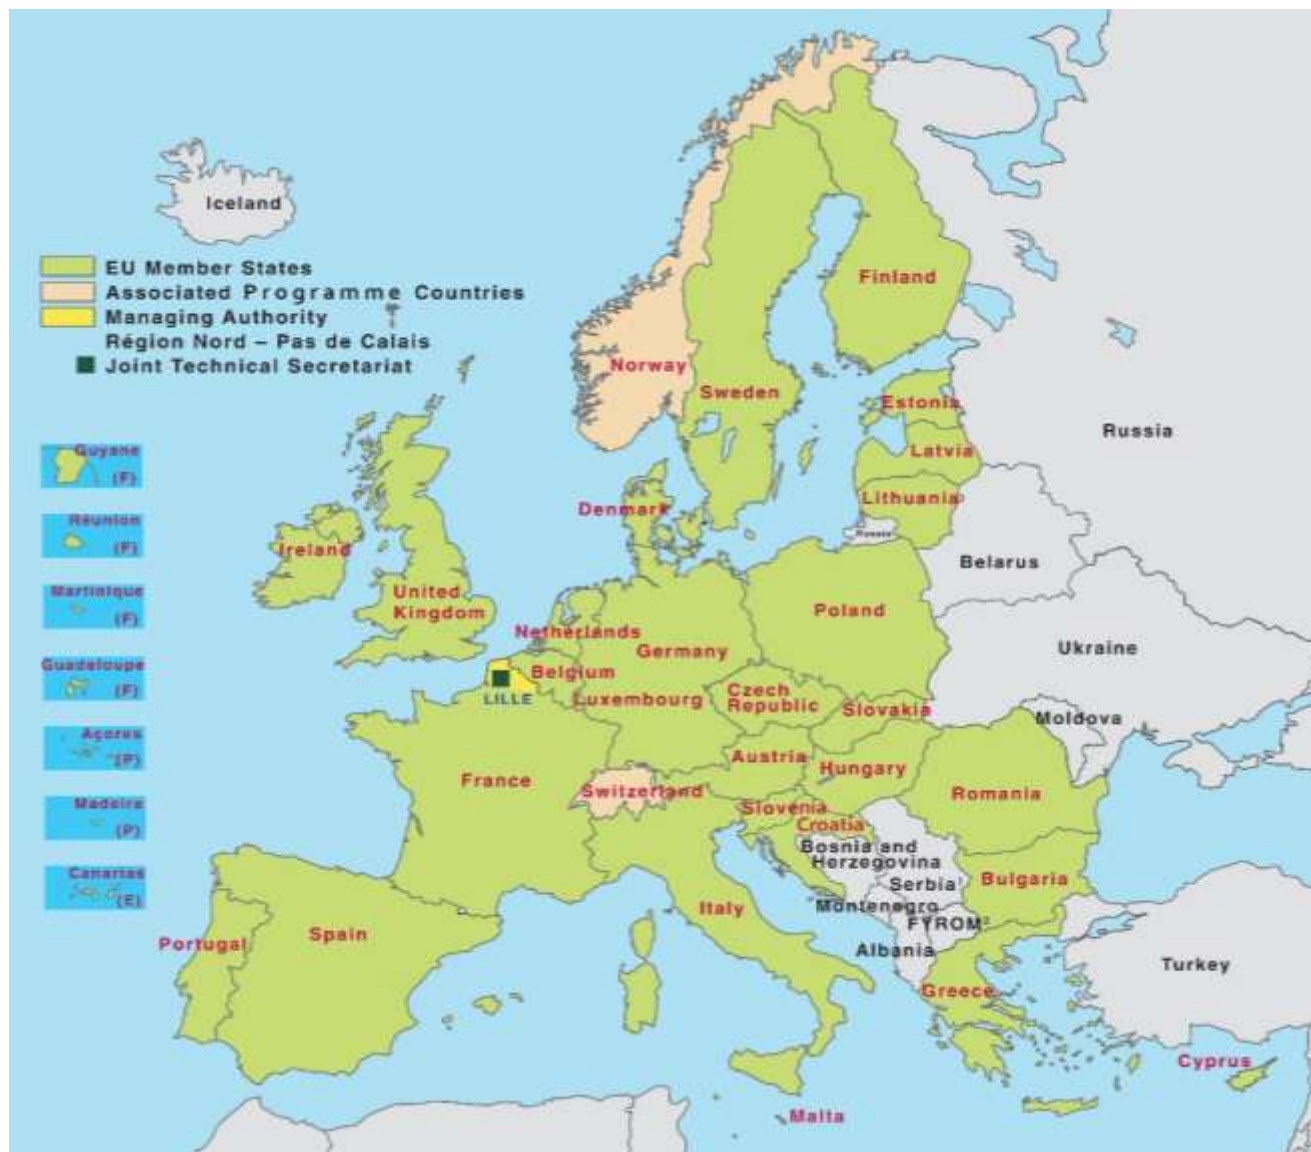 Iceland
EU Member States
Associated Programme Countries
Managing Authority
Région Nord – Pas de Calais
Joint Technical Secretariat
Guyane
(F)
Réunion
(F)
Martinique
(F)
Guadeloupe
(F)
Açores
(P)
Madeira
(P)
Canarias
(E)
Finland
Norway
Sweden
Estonia
Latvia
Lithuania
Russia
Russia
Denmark
Ireland
United
Kingdom
Belarus
Poland
Netherlands
Germany
Ukraine
Belgium
LILLE
Luxembourg
Czech
Republic
Slovakia
Moldova
Austria
Hungary
France
Switzerland
Romania
Slovenia
Croatia
Bosnia and
Herzegovina
Serbia¹
Bulgaria
Montenegro
FYROM²
Italy
Albania
Portugal
Spain
Greece
Turkey
Cyprus
Malta